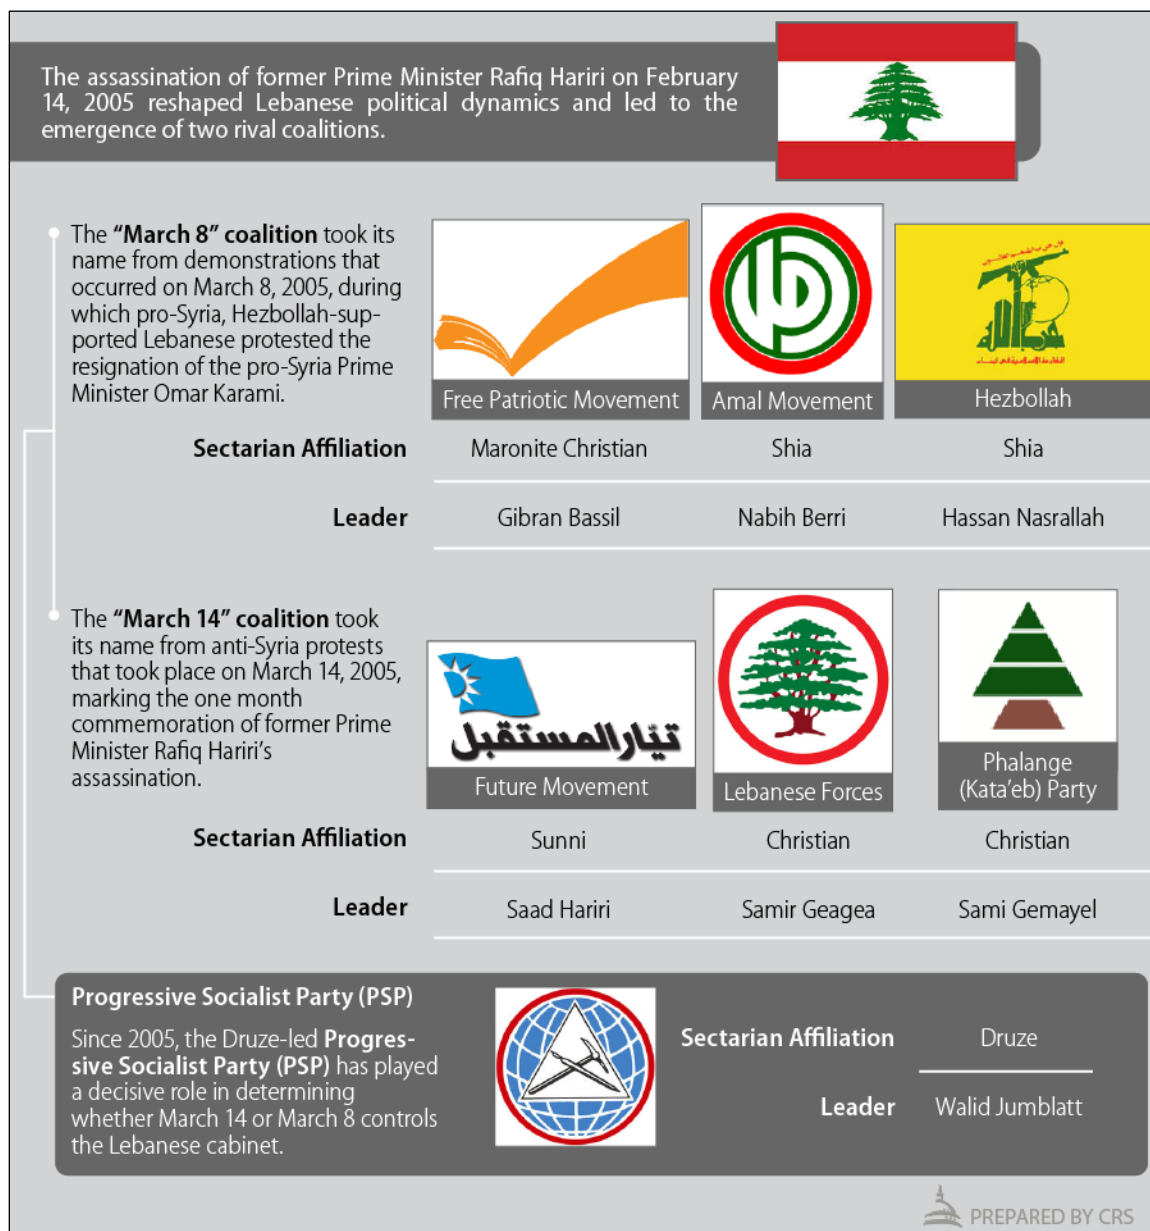 The assassination of former Prime Minister Rafiq Hariri on February
14, 2005 reshaped Lebanese political dynamics and led to the
emergence of two rival coalitions.
The “March 8” coalition took its
name from demonstrations that
occurred on March 8, 2005, during
which pro-Syria, Hezbollah-sup-
ported Lebanese protested the
resignation of the pro-Syria Prime
Minister Omar Karami.
Free Patriotic Movement
Amal Movement
Hezbollah
Sectarian Affiliation
Maronite Christian
Shia
Shia
Leader
Gibran Bassil
Nabih Berri
Hassan Nasrallah
The “March 14” coalition took
its name from anti-Syria protests
that took place on March 14, 2005,
marking the one month
commemoration of former Prime
Minister Rafiq Hariri’s
assassination.
تيّار المستقبل
Future Movement
Lebanese Forces
Phalange
(Kata’eb) Party
Sectarian Affiliation
Sunni
Christian
Christian
Leader
Saad Hariri
Samir Geagea
Sami Gemayel
Progressive Socialist Party (PSP)
Since 2005, the Druze-led Progres-
sive Socialist Party (PSP) has played
a decisive role in determining
whether March 14 or March 8 controls
the Lebanese cabinet.
Sectarian Affiliation
Druze
Leader
Walid Jumblatt
PREPARED BY CRS